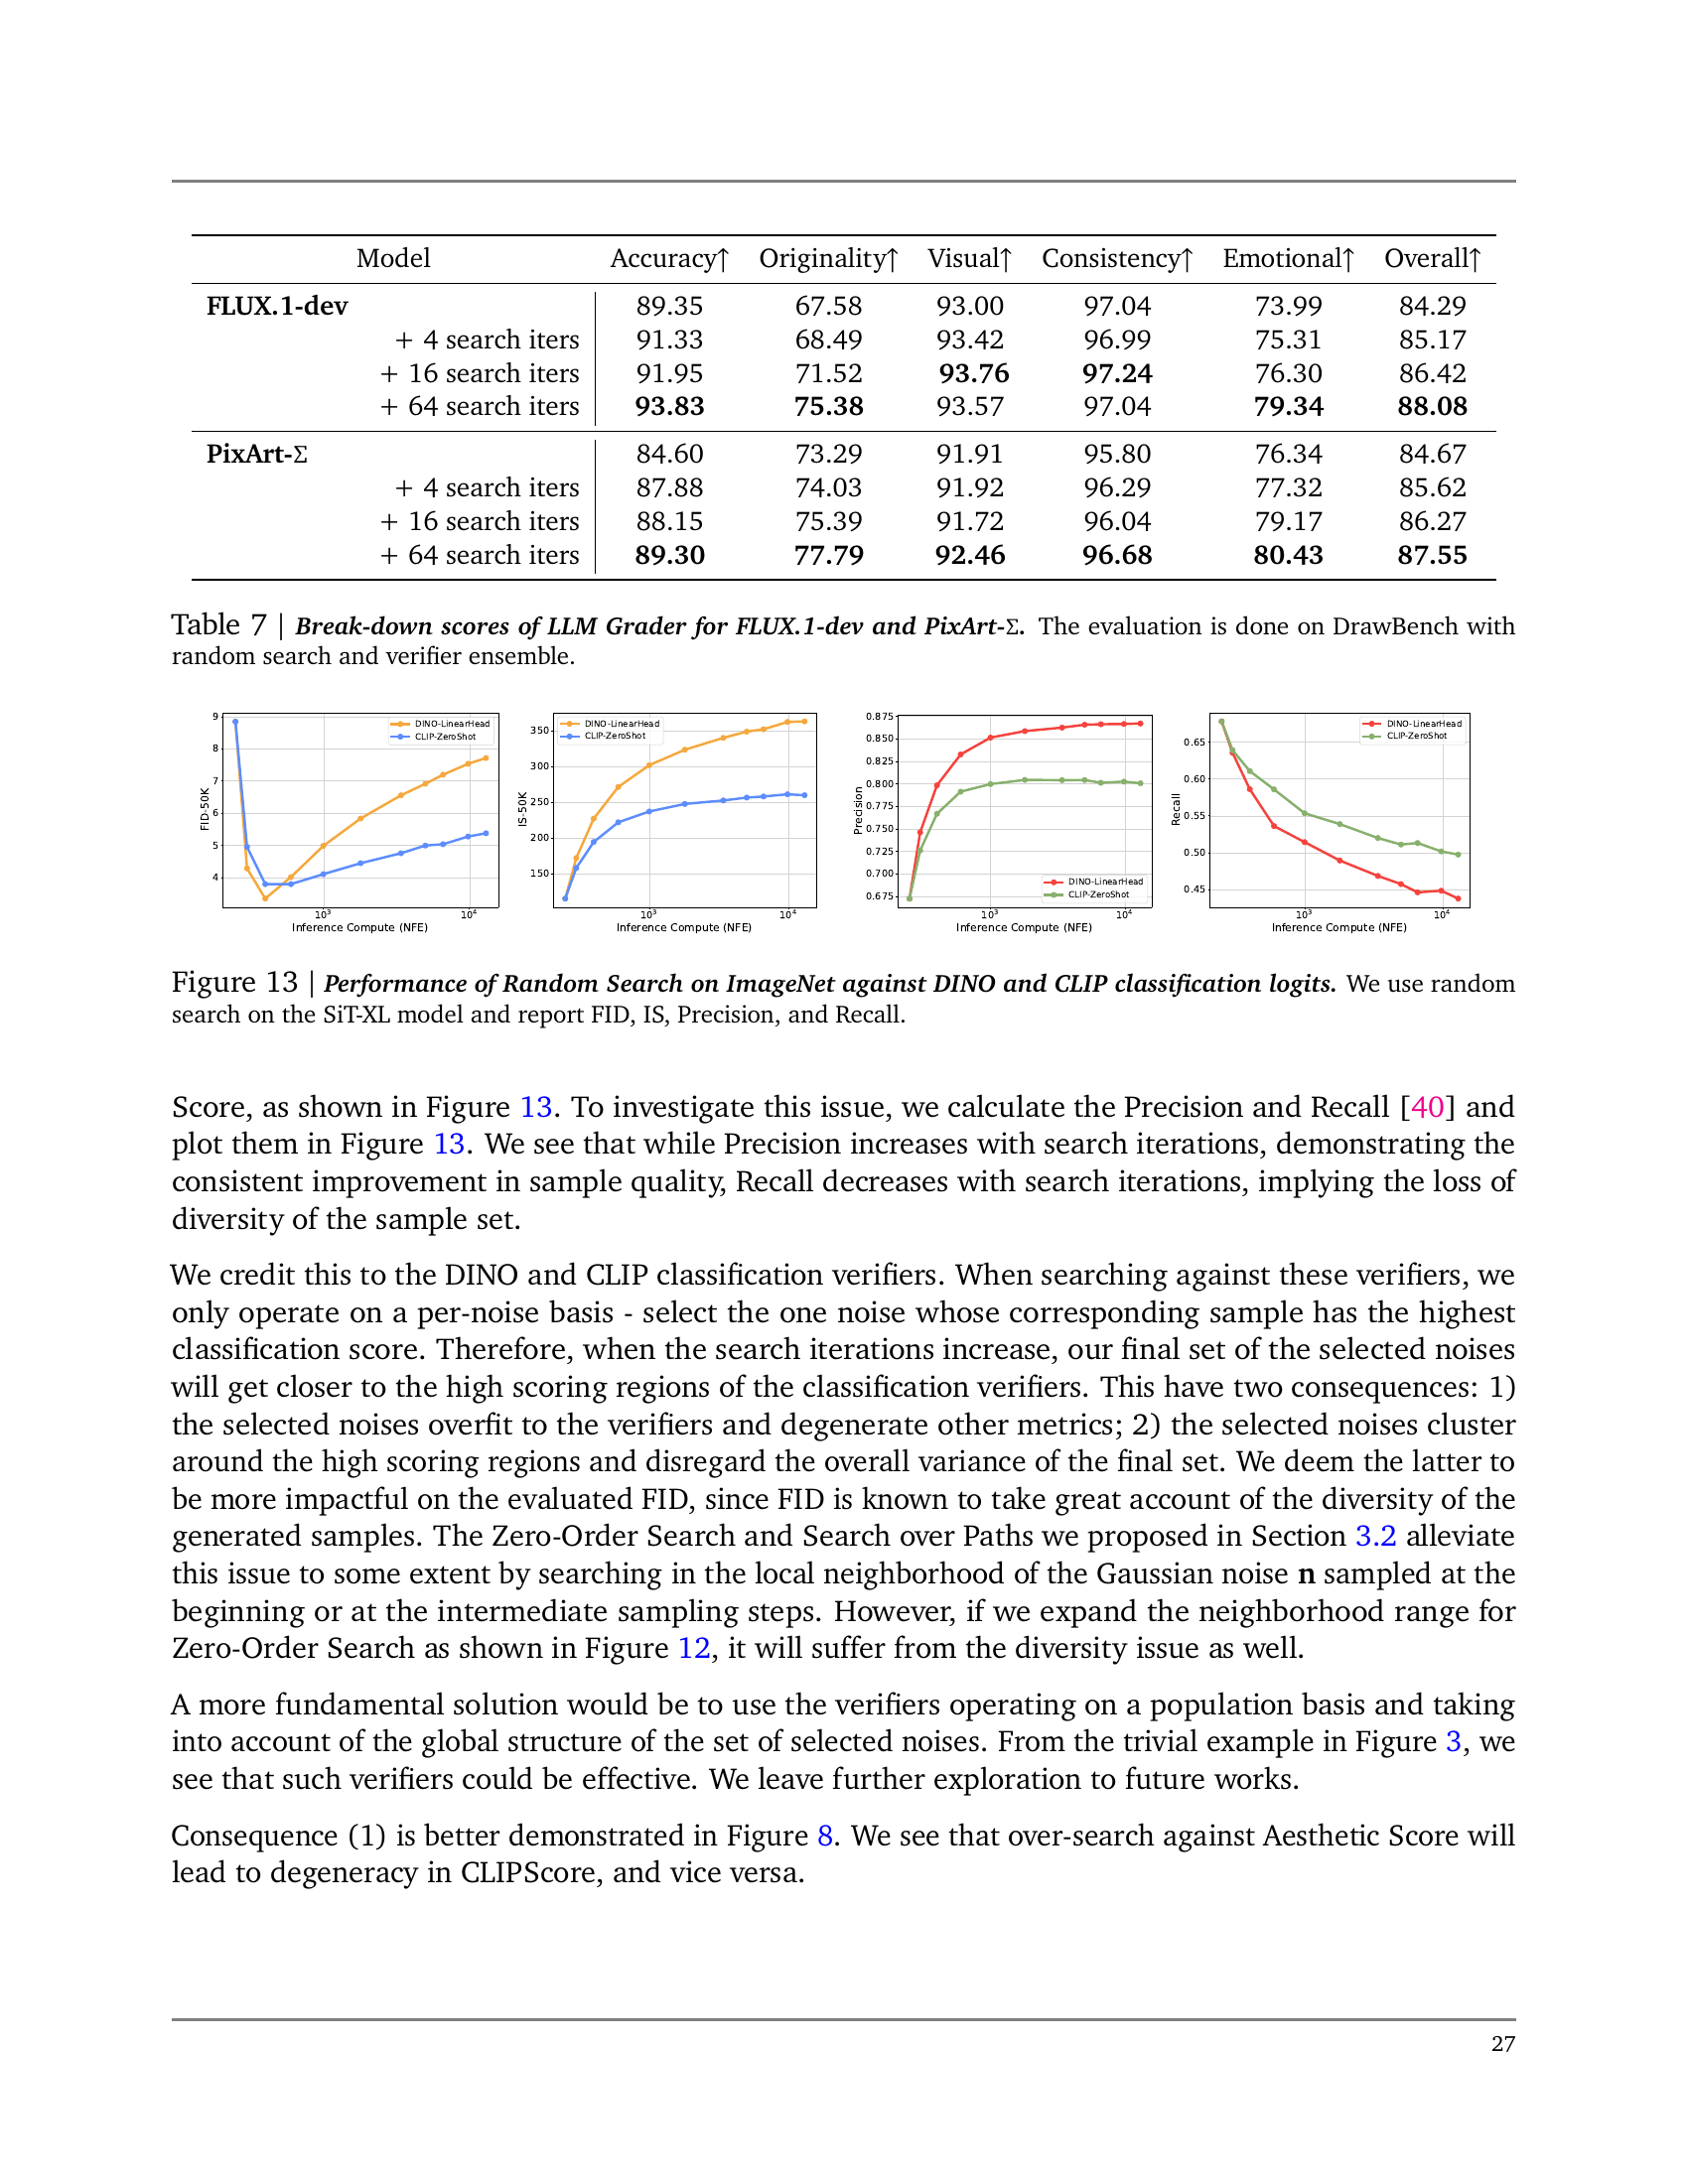 Model Accuracy↑ Originality↑ Visual↑ Consistency↑ Emotional↑ Overall↑
FLUX.1-dev 89.35 67.58 93.00 97.04 73.99 84.29
+ 4 search iters 91.33 68.49 93.42 96.99 75.31 85.17
+ 16 search iters 91.95 71.52 93.76 97.24 76.30 86.42
+ 64 search iters 93.83 75.38 93.57 97.04 79.34 88.08
PixArt-Σ 84.60 73.29 91.91 95.80 76.34 84.67
+ 4 search iters 87.88 74.03 91.92 96.29 77.32 85.62
+ 16 search iters 88.15 75.39 91.72 96.04 79.17 86.27
+ 64 search iters 89.30 77.79 92.46 96.68 80.43 87.55
Table 7 | Break-down scores of LLM Grader for FLUX.1-dev and PixArt-Σ. The evaluation is done on DrawBench with
random search and verifier ensemble.
FID-50K
9
8
7
6
5
4
DINO-LinearHead
CLIP-ZeroShot
10³ 10⁴
Inference Compute (NFE)
IS-50K
350
300
250
200
150
DINO-LinearHead
CLIP-ZeroShot
10³ 10⁴
Inference Compute (NFE)
Precision
0.875
0.850
0.825
0.800
0.775
0.750
0.725
0.700
0.675
DINO-LinearHead
CLIP-ZeroShot
10³ 10⁴
Inference Compute (NFE)
Recall
0.65
0.60
0.55
0.50
0.45
DINO-LinearHead
CLIP-ZeroShot
10³ 10⁴
Inference Compute (NFE)
Figure 13 | Performance of Random Search on ImageNet against DINO and CLIP classification logits. We use random
search on the SiT-XL model and report FID, IS, Precision, and Recall.
Score, as shown in Figure 13. To investigate this issue, we calculate the Precision and Recall [40] and
plot them in Figure 13. We see that while Precision increases with search iterations, demonstrating the
consistent improvement in sample quality, Recall decreases with search iterations, implying the loss of
diversity of the sample set.
We credit this to the DINO and CLIP classification verifiers. When searching against these verifiers, we
only operate on a per-noise basis - select the one noise whose corresponding sample has the highest
classification score. Therefore, when the search iterations increase, our final set of the selected noises
will get closer to the high scoring regions of the classification verifiers. This have two consequences: 1)
the selected noises overfit to the verifiers and degenerate other metrics; 2) the selected noises cluster
around the high scoring regions and disregard the overall variance of the final set. We deem the latter to
be more impactful on the evaluated FID, since FID is known to take great account of the diversity of the
generated samples. The Zero-Order Search and Search over Paths we proposed in Section 3.2 alleviate
this issue to some extent by searching in the local neighborhood of the Gaussian noise n sampled at the
beginning or at the intermediate sampling steps. However, if we expand the neighborhood range for
Zero-Order Search as shown in Figure 12, it will suffer from the diversity issue as well.
A more fundamental solution would be to use the verifiers operating on a population basis and taking
into account of the global structure of the set of selected noises. From the trivial example in Figure 3, we
see that such verifiers could be effective. We leave further exploration to future works.
Consequence (1) is better demonstrated in Figure 8. We see that over-search against Aesthetic Score will
lead to degeneracy in CLIPScore, and vice versa.
27